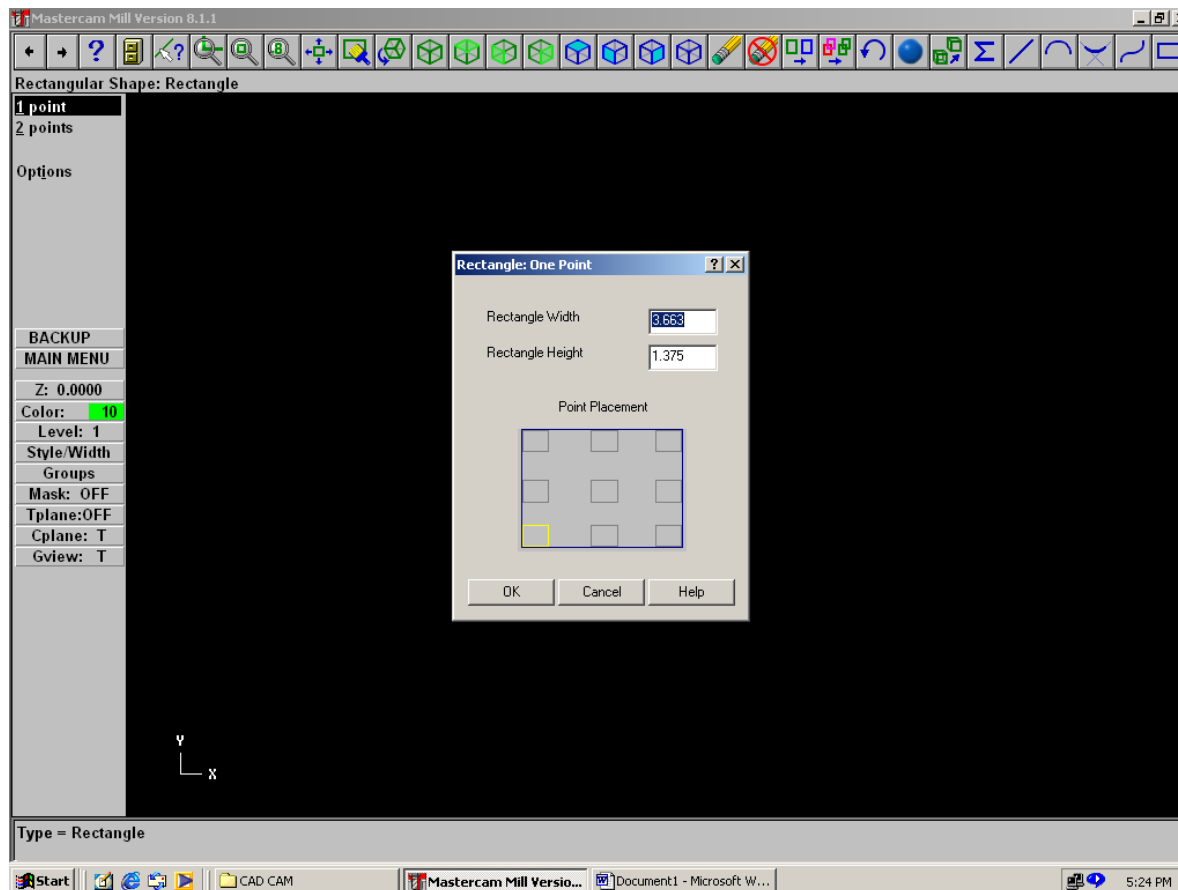 Mastercam Mill Version 8.1.1
Rectangular Shape: Rectangle
1 point
2 points
Options
BACKUP
MAIN MENU
Z: 0.0000
Color: 10
Level: 1
Style/Width
Groups
Mask: OFF
Tplane:OFF
Cplane: T
Gview: T
Rectangle: One Point
Rectangle Width 3.663
Rectangle Height 1.375
Point Placement
OK Cancel Help
Y
X
Type = Rectangle
Start CAD CAM Mastercam Mill Versio... Document1 - Microsoft W... 5:24 PM